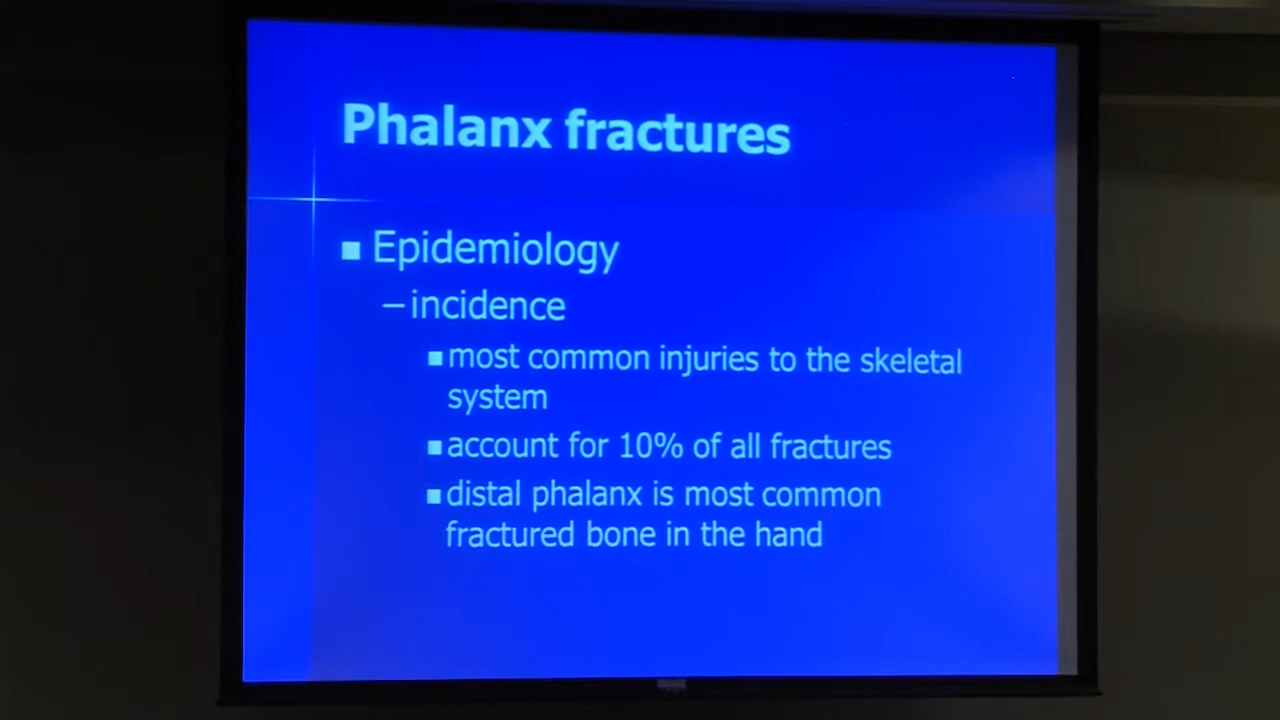 Phalanx fractures
■ Epidemiology
– incidence
■ most common injuries to the skeletal
system
■ account for 10% of all fractures
■ distal phalanx is most common
fractured bone in the hand